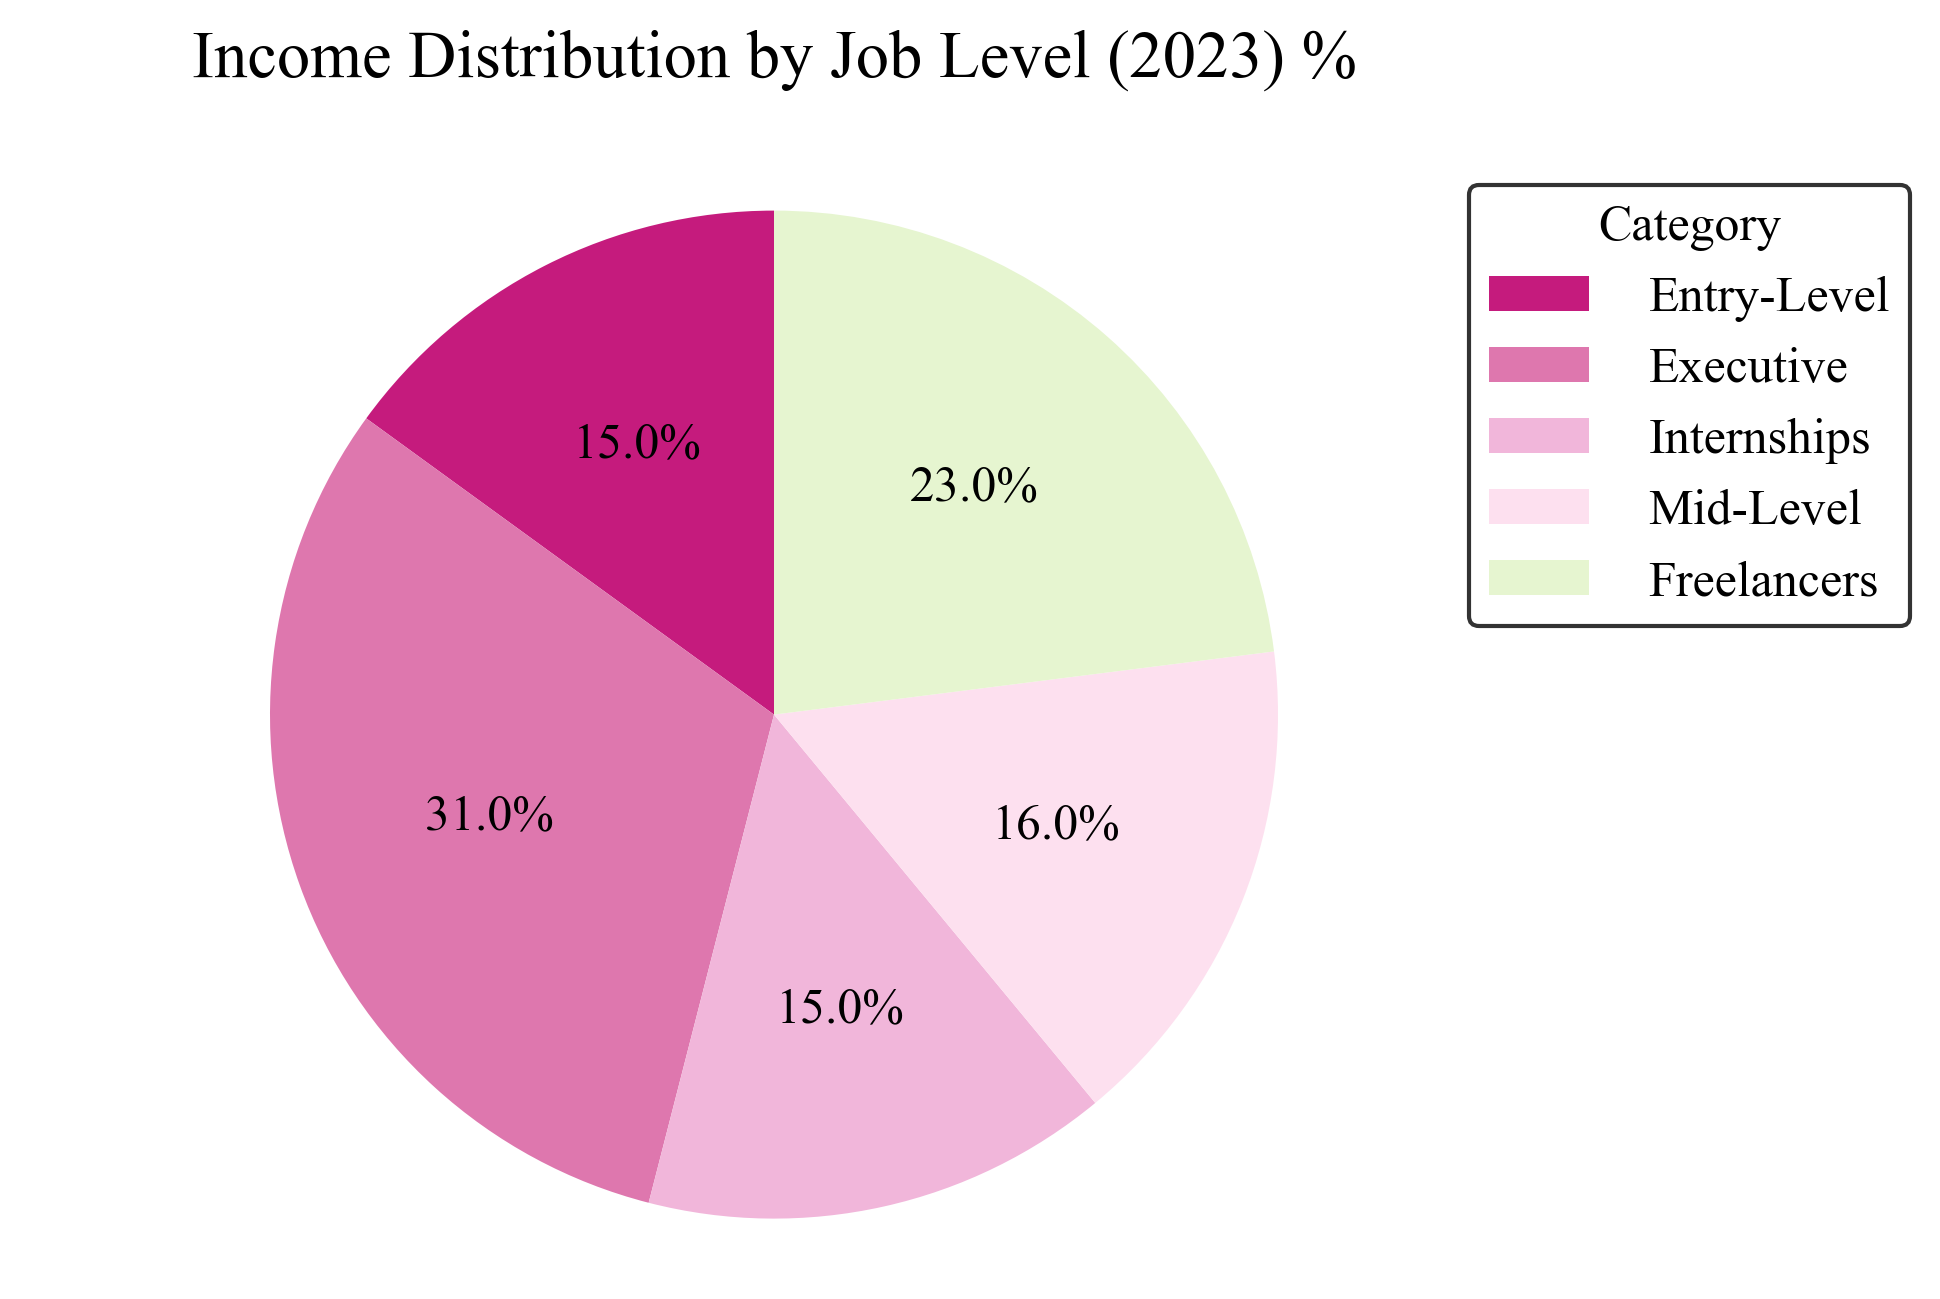 Income Distribution by Job Level (2023) %
Category
Entry-Level
Executive
Internships
Mid-Level
Freelancers
15.0%
23.0%
31.0%
16.0%
15.0%